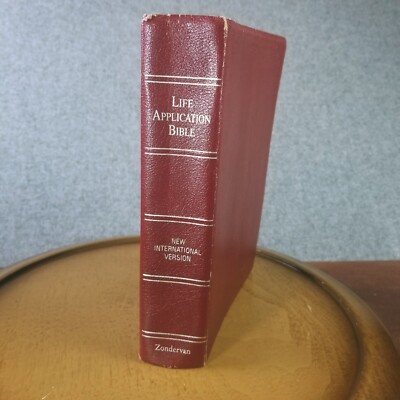 LIFE
APPLICATION
BIBLE
NEW
INTERNATIONAL
VERSION
Zondervan